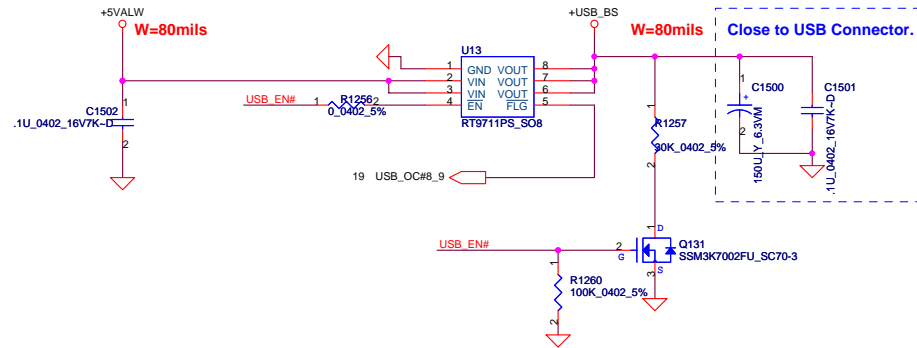 +5VALW
W=80mils
+USB_BS
W=80mils
Close to USB Connector.
U13
1 GND VOUT 8
2 VIN VOUT 7
3 VIN VOUT 6
4 EN FLG 5
RT9711PS_SO8
USB_EN# 1 R1256 2
0_0402_5%
1
C1502
.1U_0402_16V7K~D
2
1
R1257
30K_0402_5%
2
1
+
C1500
2
150U_Y_6.3VM
1
C1501
2
.1U_0402_16V7K~D
19 USB_OC#8_9
USB_EN#
1 D
2 G
3 S
Q131
SSM3K7002FU_SC70-3
1
R1260
100K_0402_5%
2